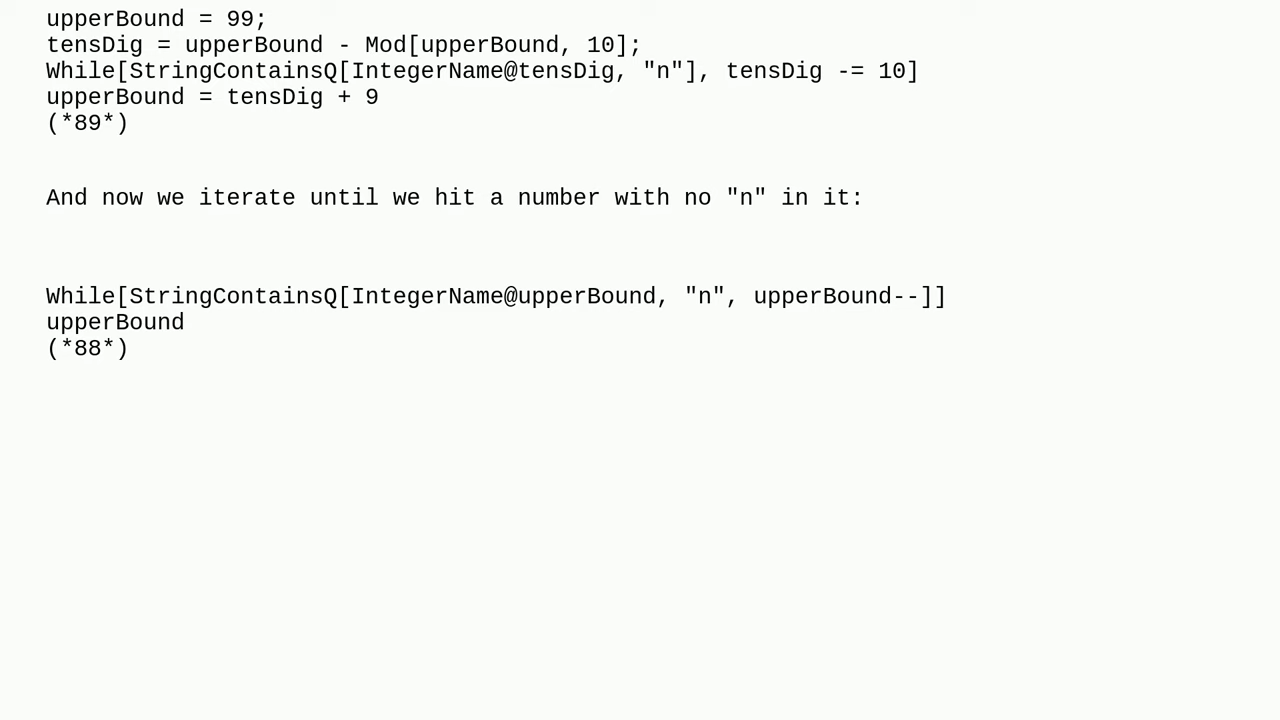 upperBound = 99;
tensDig = upperBound - Mod[upperBound, 10];
While[StringContainsQ[IntegerName@tensDig, "n"], tensDig -= 10]
upperBound = tensDig + 9
(*89*)
And now we iterate until we hit a number with no "n" in it:
While[StringContainsQ[IntegerName@upperBound, "n", upperBound--]]
upperBound
(*88*)